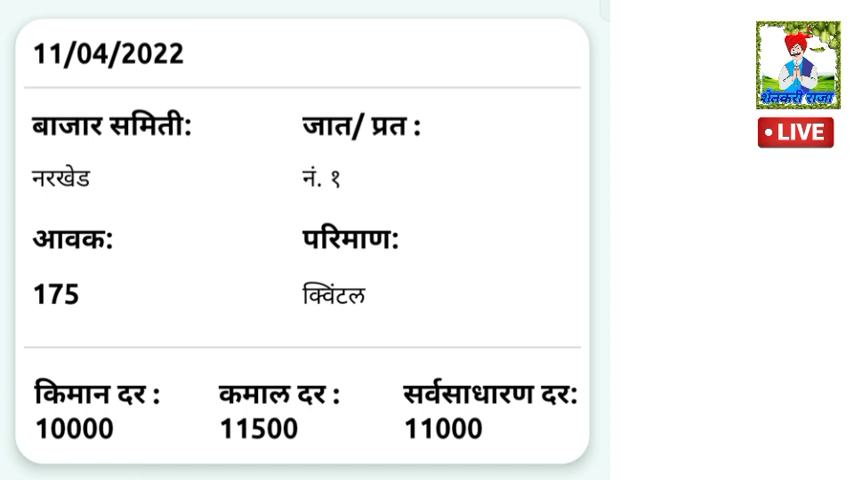 11/04/2022
बाजार समिती: जात/ प्रत :
नरखेड नं. १
आवक: परिमाण:
175 क्विंटल
किमान दर : कमाल दर : सर्वसाधारण दर:
10000 11500 11000
शेतकरी राजा
• LIVE